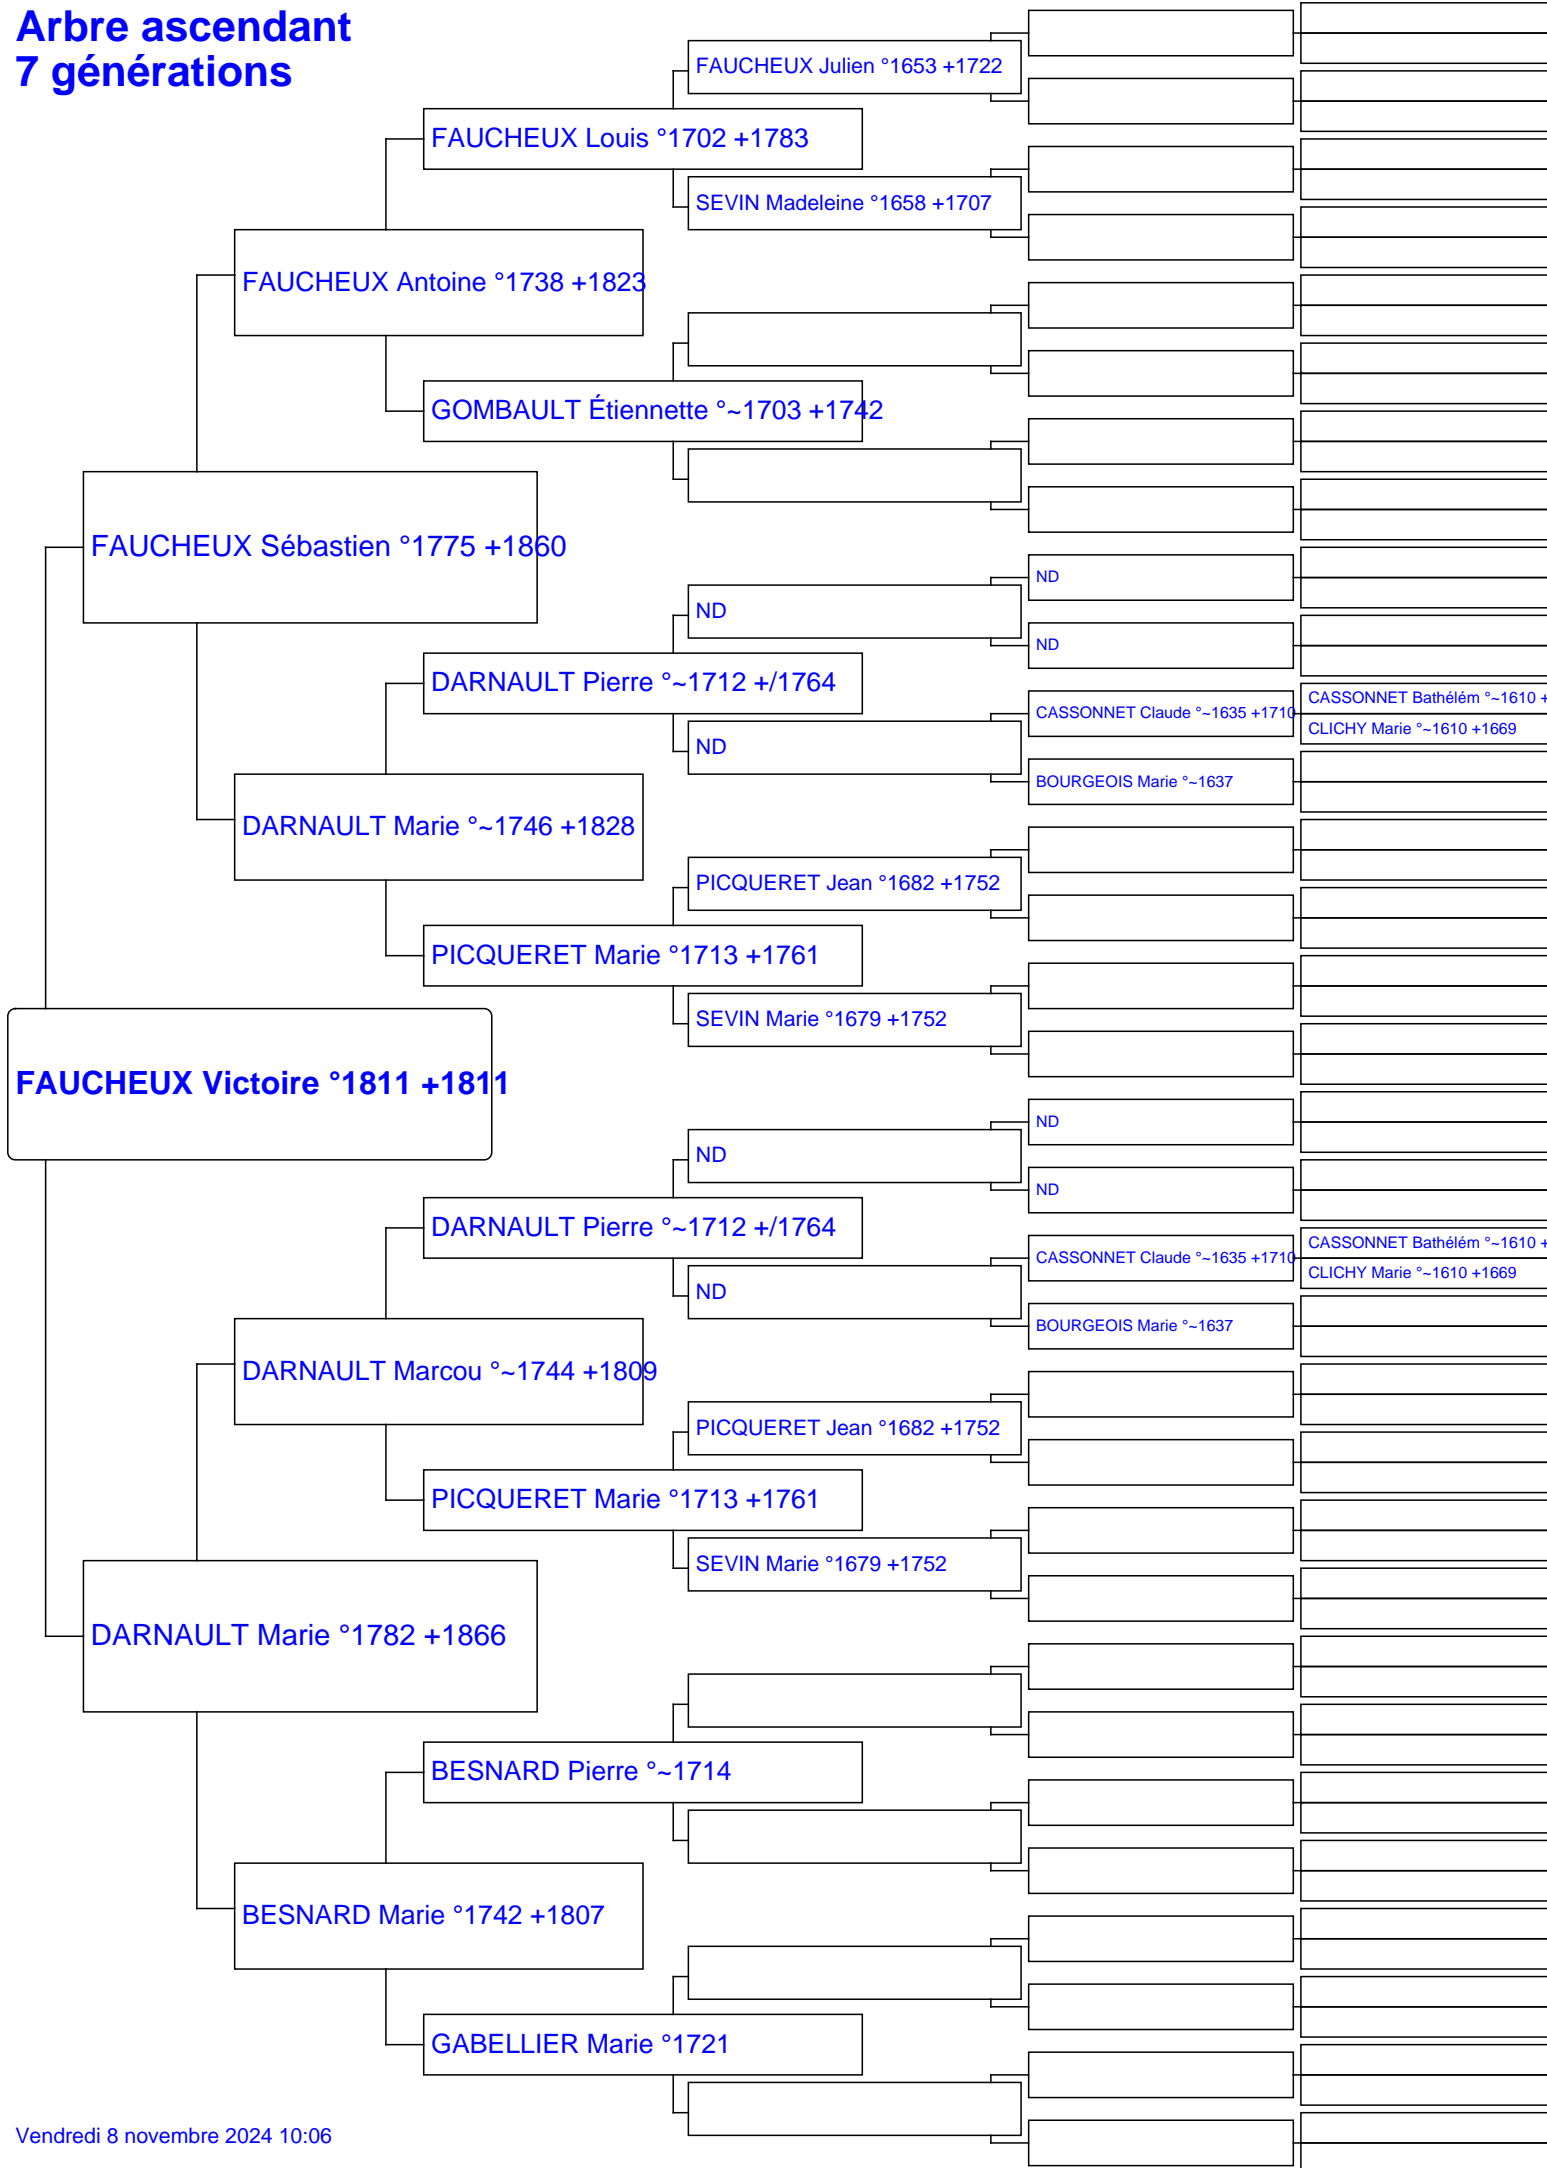 Arbre ascendant
7 générations
FAUCHEUX Julien °1653 +1722
FAUCHEUX Louis °1702 +1783
SEVIN Madeleine °1658 +1707
FAUCHEUX Antoine °1738 +1823
GOMBAULT Étiennette °~1703 +1742
FAUCHEUX Sébastien °1775 +1860
ND
ND
DARNAULT Pierre °~1712 +/1764
ND
CASSONNET Bathélém °~1610 +
CASSONNET Claude °~1635 +1710
CLICHY Marie °~1610 +1669
ND
BOURGEOIS Marie °~1637
DARNAULT Marie °~1746 +1828
PICQUERET Jean °1682 +1752
PICQUERET Marie °1713 +1761
SEVIN Marie °1679 +1752
FAUCHEUX Victoire °1811 +1811
ND
ND
ND
DARNAULT Pierre °~1712 +/1764
CASSONNET Bathélém °~1610 +
CASSONNET Claude °~1635 +1710
CLICHY Marie °~1610 +1669
ND
BOURGEOIS Marie °~1637
DARNAULT Marcou °~1744 +1809
PICQUERET Jean °1682 +1752
PICQUERET Marie °1713 +1761
SEVIN Marie °1679 +1752
DARNAULT Marie °1782 +1866
BESNARD Pierre °~1714
BESNARD Marie °1742 +1807
GABELLIER Marie °1721
Vendredi 8 novembre 2024 10:06